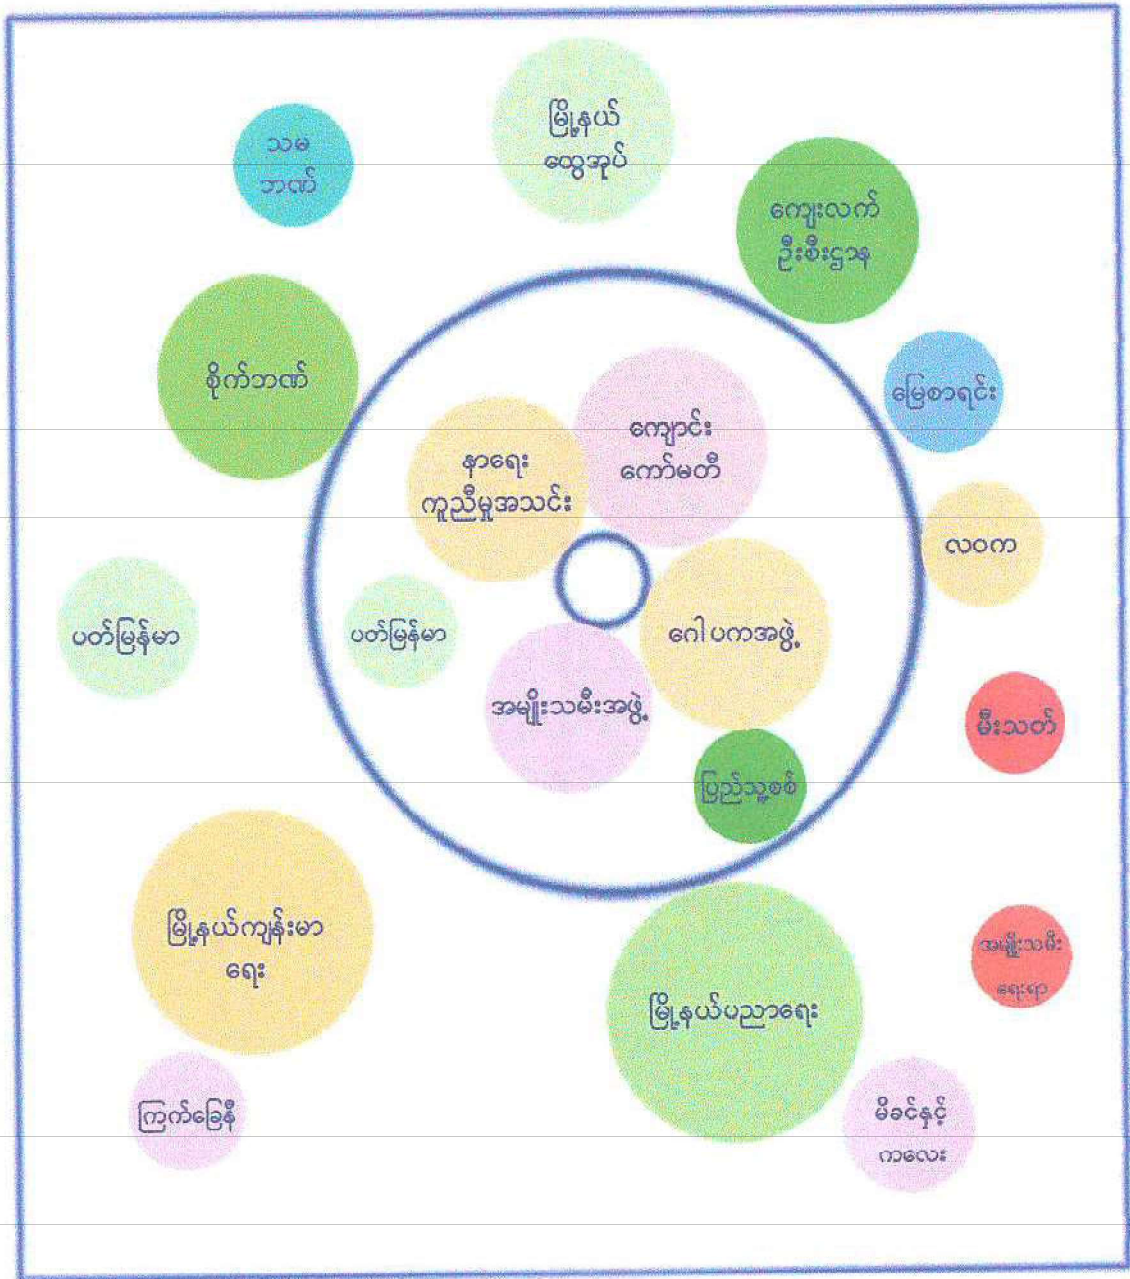 မြို့နယ်
ထွေအုပ်
သမ
ဘဏ်
ကျေးလက်
ဦးစီးဌာန
စိုက်ဘဏ်
မြေစာရင်း
ကျောင်း
ကော်မတီ
နာရေး
ကူညီမှုအသင်း
လဝက
ပတ်မြန်မာ
ပတ်မြန်မာ
ဂေါပကအဖွဲ့
အမျိုးသမီးအဖွဲ့
မီးသတ်
ပြည်သူ့စစ်
မြို့နယ်ကျန်းမာ
ရေး
အမျိုးသမီး
ရေးရာ
မြို့နယ်ပညာရေး
ကြက်ခြေနီ
မိခင်နှင့်
ကလေး